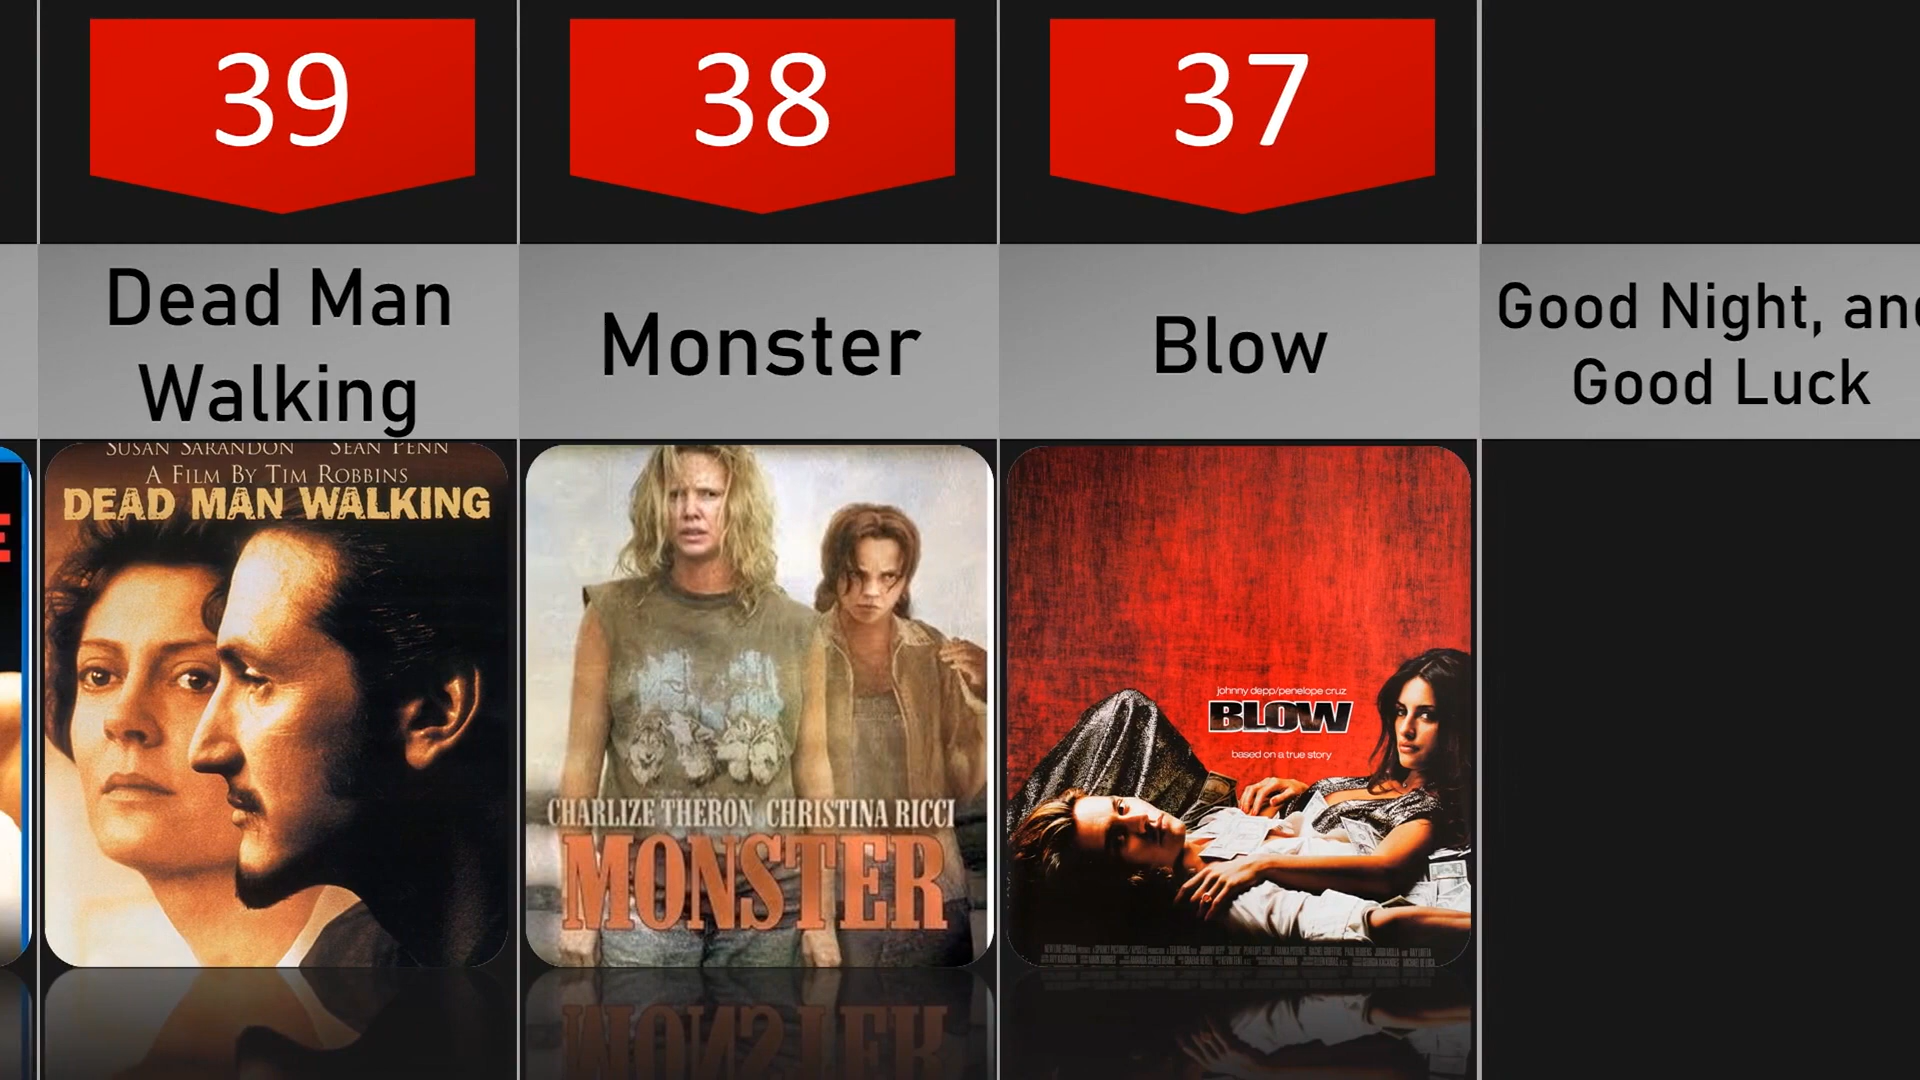 39
38
37
Dead Man
Walking
Monster
Blow
Good Night, and
Good Luck
E
SUSAN SARANDON SEAN PENN
A FILM BY TIM ROBBINS
DEAD MAN WALKING
CHARLIZE THERON CHRISTINA RICCI
MONSTER
johnny depp/penelope cruz
BLOW
based on a true story